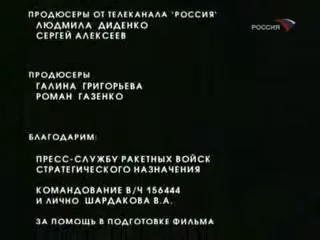 ПРОДЮСЕРЫ ОТ ТЕЛЕКАНАЛА "РОССИЯ"
ЛЮДМИЛА ДИДЕНКО
СЕРГЕЙ АЛЕКСЕЕВ
РОССИЯ
ПРОДЮСЕРЫ
ГАЛИНА ГРИГОРЬЕВА
РОМАН ГАЗЕНКО
БЛАГОДАРИМ:
ПРЕСС-СЛУЖБУ РАКЕТНЫХ ВОЙСК
СТРАТЕГИЧЕСКОГО НАЗНАЧЕНИЯ
КОМАНДОВАНИЕ В/Ч 156444
И ЛИЧНО ШАРДАКОВА В.А.
ЗА ПОМОЩЬ В ПОДГОТОВКЕ ФИЛЬМА